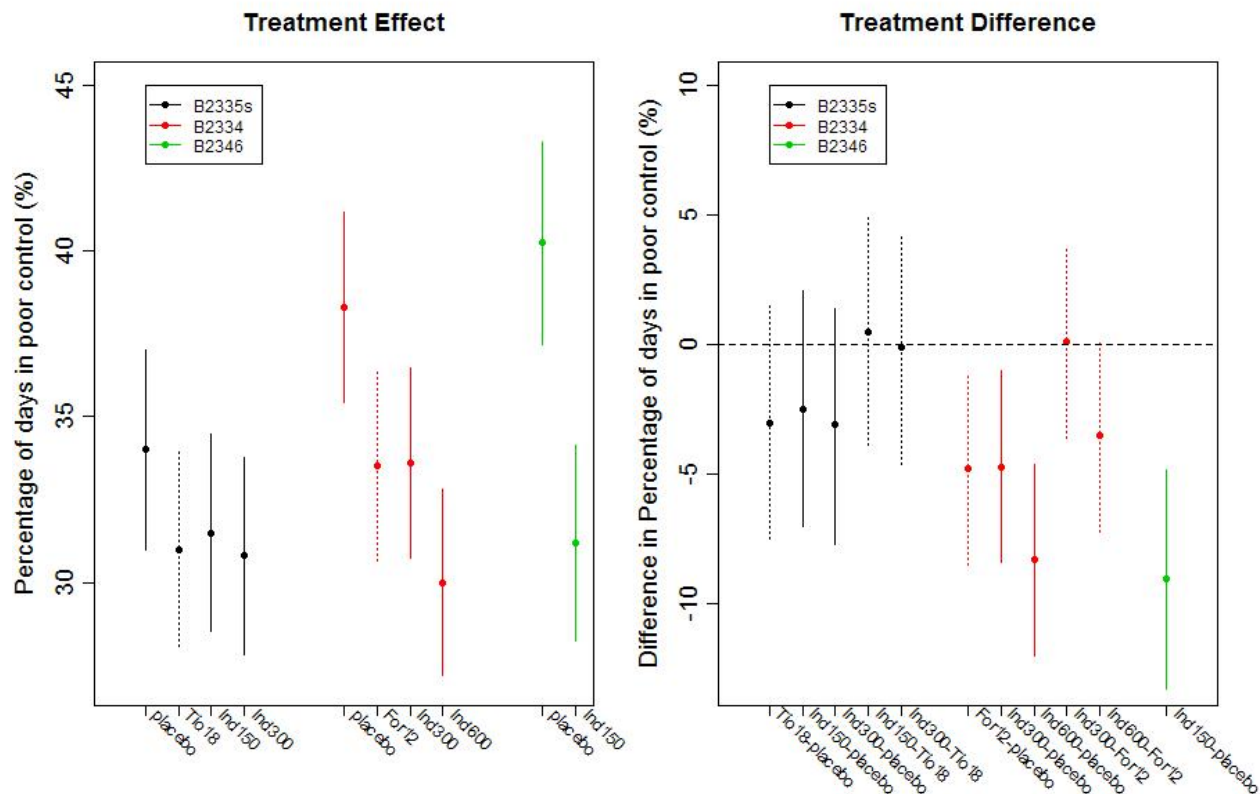 Treatment Effect
Percentage of days in poor control (%)
45
40
35
30
B2335s
B2334
B2346
placebo
Tio18
Ind150
Ind300
placebo
For12
Ind300
Ind600
placebo
Ind150
Treatment Difference
Difference in Percentage of days in poor control (%)
10
5
0
-5
-10
B2335s
B2334
B2346
Tio18-placebo
Ind150-placebo
Ind300-placebo
Ind150-Tio18
Ind300-Tio18
For12-placebo
Ind300-placebo
Ind600-placebo
Ind300-For12
Ind600-For12
Ind150-placebo